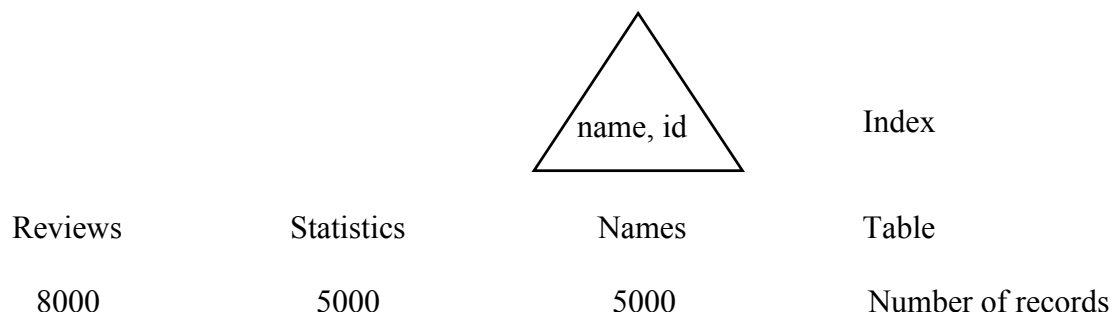 name, id Index
Reviews Statistics Names Table
8000 5000 5000 Number of records